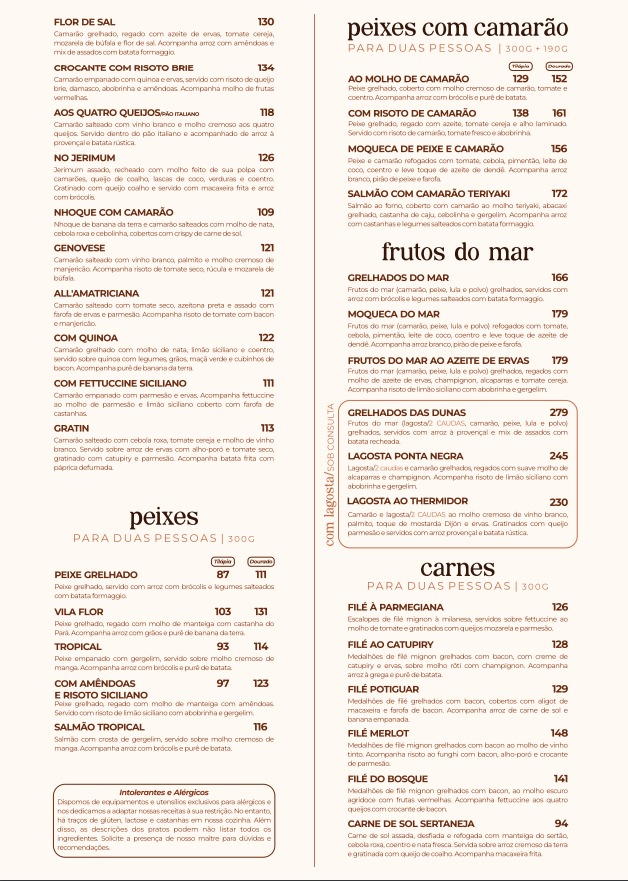 FLOR DE SAL 130
Camarão grelhado, regado com azeite de ervas, tomate cereja,
mozarela de búfala e flor de sal. Acompanha arroz com amêndoas e
mix de assados com batata formaggio.
CROCANTE COM RISOTO BRIE 134
Camarão empanado com quinoa e ervas, servido com risoto de queijo
brie, damasco, abobrinha e amêndoas. Acompanha molho de frutas
vermelhas.
AOS QUATRO QUEIJOS/PÃO ITALIANO 118
Camarão salteado com vinho branco e molho cremoso aos quatro
queijos. Servido dentro do pão italiano e acompanhado de arroz à
provençal e batata rústica.
NO JERIMUM 126
Jerimum assado, recheado com molho feito de sua polpa com
camarões, queijo de coalho, lascas de coco, verduras e coentro.
Gratinado com queijo coalho e servido com macaxeira frita e arroz
com brócolis.
NHOQUE COM CAMARÃO 109
Nhoque de banana da terra e camarão salteados com molho de nata,
cebola roxa e cebolinha, cobertos com crispy de carne do sol.
GENOVESE 121
Camarão salteado com vinho branco, palmito e molho cremoso de
manjericão. Acompanha risoto de tomate seco, rúcula e mozarela de
búfala.
ALL'AMATRICIANA 121
Camarão salteado com tomate seco, azeitona preta e assado com
farofa de ervas e parmesão. Acompanha risoto de tomate com bacon
e manjericão.
COM QUINOA 122
Camarão grelhado com molho de nata, limão siciliano e coentro,
servido sobre quinoa com legumes, grãos, maçã verde e cubinhos de
bacon. Acompanha purê de banana da terra.
COM FETTUCCINE SICILIANO 111
Camarão empanado com parmesão e ervas. Acompanha fettuccine
ao molho de parmesão e limão siciliano coberto com farofa de
castanhas.
GRATIN 113
Camarão salteado com cebola roxa, tomate cereja e molho de vinho
branco. Servido sobre arroz de ervas com alho-poró e tomate seco,
gratinado com catupiry e parmesão. Acompanha batata frita com
páprica defumada.
peixes
PARA DUAS PESSOAS | 300G
Tilápia Dourado
PEIXE GRELHADO 87 111
Peixe grelhado, servido com arroz com brócolis e legumes salteados com
batata formaggio.
VILA FLOR 103 131
Peixe grelhado, regado com molho de manteiga com castanha do
Pará. Acompanha arroz com grãos e purê de banana da terra.
TROPICAL 93 114
Peixe empanado com gergelim, servido sobre molho cremoso de
manga. Acompanha arroz com brócolis e purê de batata.
COM AMÊNDOAS 97 123
E RISOTO SICILIANO
Peixe grelhado, regado com molho de manteiga com amêndoas.
Servido com risoto de limão siciliano com abobrinha e gergelim.
SALMÃO TROPICAL 116
Salmão com crosta de gergelim, servido sobre molho cremoso de
manga. Acompanha arroz com brócolis e purê de batata.
Intolerantes e Alérgicos
Dispomos de equipamentos e utensílios exclusivos para alérgicos e
nos dedicamos a adaptar nossas receitas à sua restrição. No entanto,
há traços de glúten, lactose e castanhas em nossa cozinha. Além
disso, as descrições dos pratos podem não listar todos os
ingredientes. Solicite a presença de nosso maitre para dúvidas e
recomendações.
peixes com camarão
PARA DUAS PESSOAS | 300G + 190G
Tilápia Dourado
AO MOLHO DE CAMARÃO 129 152
Peixe grelhado, coberto com molho cremoso de camarão, tomate e
coentro. Acompanha arroz com brócolis e purê de batata.
COM RISOTO DE CAMARÃO 138 161
Peixe grelhado, regado com azeite, tomate cereja e alho laminado.
Servido com risoto de camarão, tomate fresco e abobrinha.
MOQUECA DE PEIXE E CAMARÃO 156
Peixe e camarão refogados com tomate, cebola, pimentão, leite de
coco, coentro e leve toque de azeite de dendê. Acompanha arroz
branco, pirão de peixe e farofa.
SALMÃO COM CAMARÃO TERIYAKI 172
Salmão ao forno, coberto com camarão ao molho teriyaki, abacaxi
grelhado, castanha de caju, cebolinha e gergelim. Acompanha arroz
com castanhas e legumes salteados com batata formaggio.
frutos do mar
GRELHADOS DO MAR 166
Frutos do mar (camarão, peixe, lula e polvo) grelhados, servidos com
arroz com brócolis e legumes salteados com batata formaggio.
MOQUECA DO MAR 179
Frutos do mar (camarão, peixe, lula e polvo) refogados com tomate,
cebola, pimentão, leite de coco, coentro e leve toque de azeite de
dendê. Acompanha arroz branco, pirão de peixe e farofa.
FRUTOS DO MAR AO AZEITE DE ERVAS 179
Frutos do mar (camarão, peixe, lula e polvo) grelhados, regados com
molho de azeite de ervas, champignon, alcaparras e tomate cereja.
Acompanha risoto de limão siciliano com abobrinha e gergelim.
com lagosta/SOB CONSULTA
GRELHADOS DAS DUNAS 279
Frutos do mar (lagosta/2 CAUDAS, camarão, peixe, lula e polvo)
grelhados, servidos com arroz à provençal e mix de assados com
batata recheada.
LAGOSTA PONTA NEGRA 245
Lagosta/2 caudas e camarão grelhados, regados com suave molho de
alcaparras e champignon. Acompanha risoto de limão siciliano com
abobrinha e gergelim.
LAGOSTA AO THERMIDOR 230
Camarão e lagosta/2 CAUDAS ao molho cremoso de vinho branco,
palmito, toque de mostarda Dijon e ervas. Gratinados com queijo
parmesão e servidos com arroz provençal e batata rústica.
carnes
PARA DUAS PESSOAS | 300G
FILÉ À PARMEGIANA 126
Escalopes de filé mignon à milanesa, servidos sobre fettuccine ao
molho de tomate e gratinados com queijos mozarela e parmesão.
FILÉ AO CATUPIRY 128
Medalhões de filé mignon grelhados com bacon, com creme de
catupiry e ervas, sobre molho rôti com champignon. Acompanha
arroz à grega e purê de batata.
FILÉ POTIGUAR 129
Medalhões de filé mignon grelhados com bacon, cobertos com aligot de
macaxeira e farofa de bacon. Acompanha arroz de carne de sol e
banana empanada.
FILÉ MERLOT 148
Medalhões de filé mignon grelhados com bacon ao molho de vinho
tinto. Acompanha risoto ao funghi com bacon, alho-poró e crocante
de parmesão.
FILÉ DO BOSQUE 141
Medalhões de filé mignon grelhados com bacon, ao molho escuro
agridoce com frutas vermelhas. Acompanha fettuccine aos quatro
queijos com crocante de bacon.
CARNE DE SOL SERTANEJA 94
Carne de sol assada, desfiada e refogada com manteiga do sertão,
cebola roxa, coentro e nata fresca. Servida sobre arroz cremoso da terra
e gratinada com queijo de coalho. Acompanha macaxeira frita.